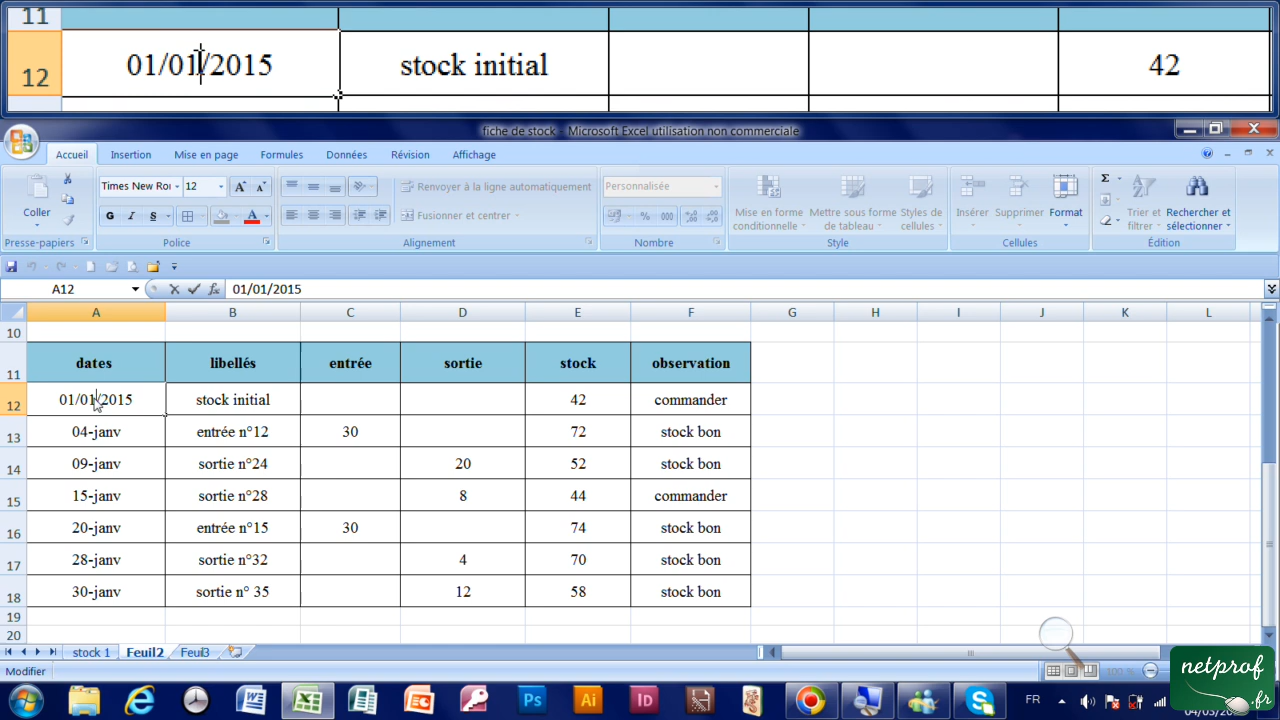 11
12 01/01/2015 stock initial 42
fiche de stock - Microsoft Excel utilisation non commerciale
Accueil Insertion Mise en page Formules Données Révision Affichage
Times New Roı 12 Renvoyer à la ligne automatiquement Personnalisée
Coller G I S A Fusionner et centrer % 000 Mise en forme conditionnelle Mettre sous forme de tableau Styles de cellules Insérer Supprimer Format Σ Trier et filtrer Rechercher et sélectionner
Presse-papiers Police Alignement Nombre Style Cellules Édition
A12 fx 01/01/2015
A B C D E F G H I J K L
10
11 dates libellés entrée sortie stock observation
12 01/01/2015 stock initial 42 commander
13 04-janv entrée n°12 30 72 stock bon
14 09-janv sortie n°24 20 52 stock bon
15 15-janv sortie n°28 8 44 commander
16 20-janv entrée n°15 30 74 stock bon
17 28-janv sortie n°32 4 70 stock bon
18 30-janv sortie n° 35 12 58 stock bon
19
20
stock 1 Feuil2 Feuil3
Modifier 100 %
netprof
.fr
Ps Ai ID FR